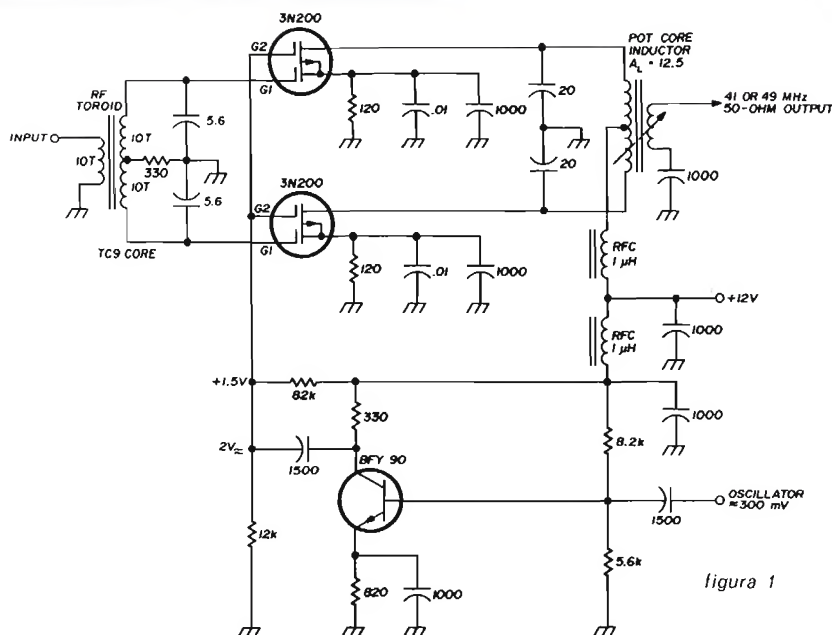 3N200
G2
G1
RF
TOROID
INPUT
10T
10T
10T
330
5.6
5.6
TC9 CORE
120
.01
1000
20
20
POT CORE
INDUCTOR
AL = 12.5
41 OR 49 MHz
50-OHM OUTPUT
1000
3N200
G2
G1
120
.01
1000
RFC
1 µH
+12V
1000
RFC
1 µH
+1.5V
82k
330
1000
8.2k
2V≈
1500
BFY 90
1500
OSCILLATOR
≈300 mV
12k
820
1000
5.6k
figura 1